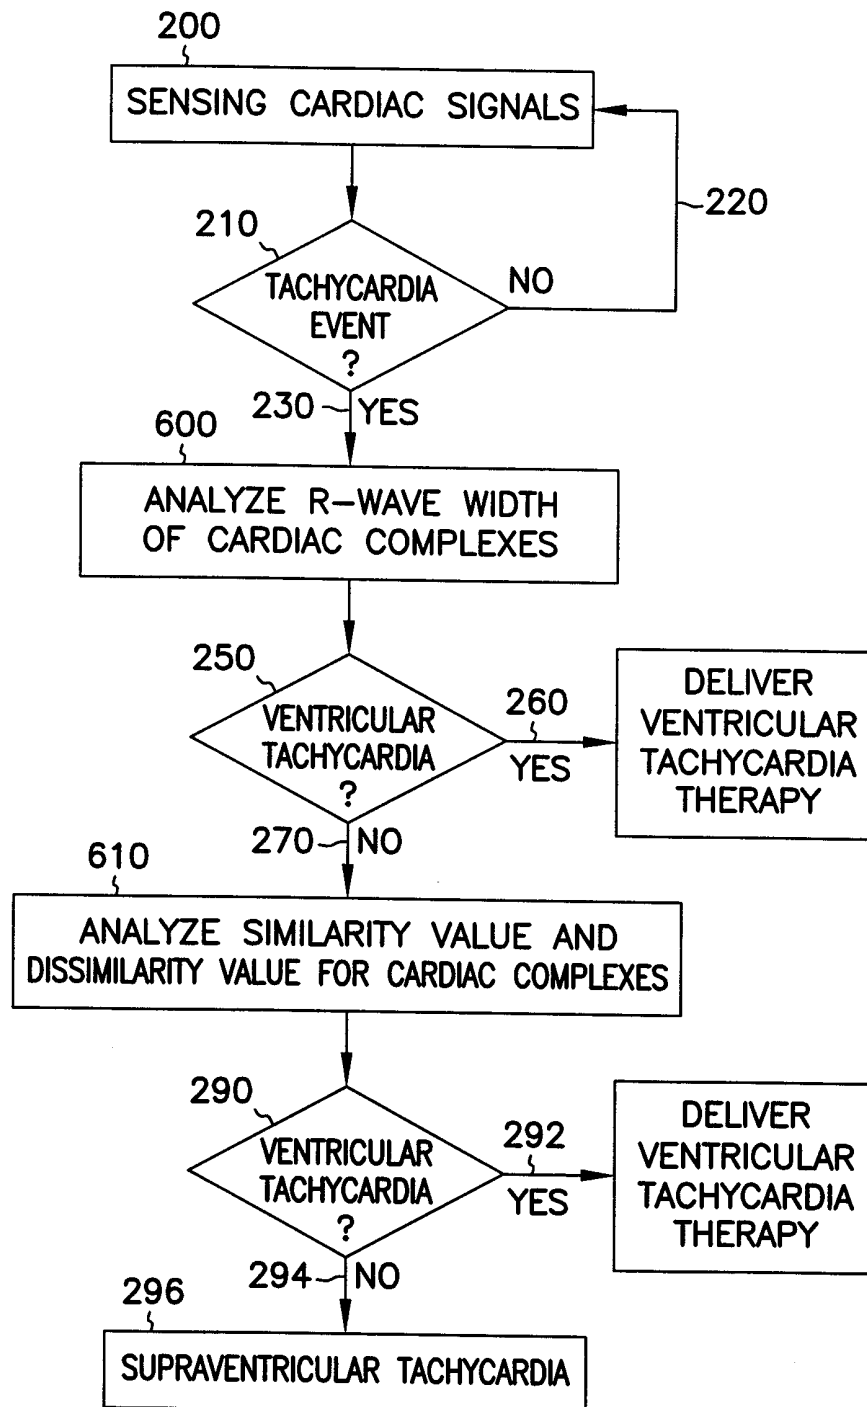 200
SENSING CARDIAC SIGNALS
220
210
TACHYCARDIA
EVENT
?
NO
230
YES
600
ANALYZE R-WAVE WIDTH
OF CARDIAC COMPLEXES
250
VENTRICULAR
TACHYCARDIA
?
260
YES
DELIVER
VENTRICULAR
TACHYCARDIA
THERAPY
270
NO
610
ANALYZE SIMILARITY VALUE AND
DISSIMILARITY VALUE FOR CARDIAC COMPLEXES
290
VENTRICULAR
TACHYCARDIA
?
292
YES
DELIVER
VENTRICULAR
TACHYCARDIA
THERAPY
294
NO
296
SUPRAVENTRICULAR TACHYCARDIA